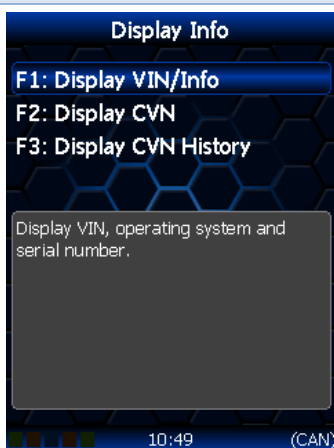 Display Info
F1: Display VIN/Info
F2: Display CVN
F3: Display CVN History
Display VIN, operating system and
serial number.
10:49
(CAN)